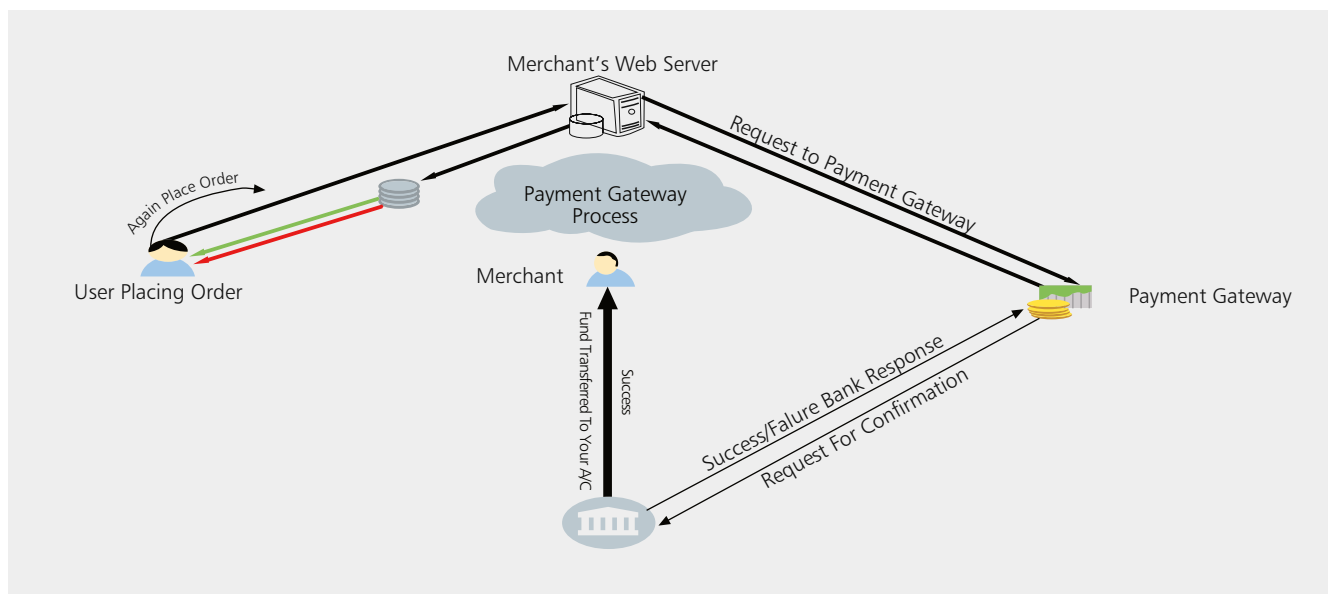 Merchant's Web Server
Request to Payment Gateway
Again Place Order
Payment Gateway
Process
User Placing Order
Merchant
Payment Gateway
Fund Transferred To Your A/C
Success
Success/Falure Bank Response
Request For Confirmation